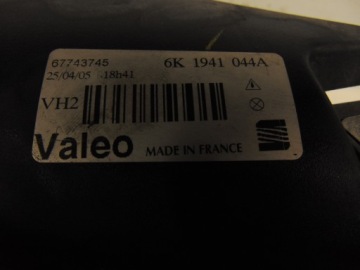 67743745 6K 1941 044A
25/04/05 18h41
VH2
Valeo MADE IN FRANCE